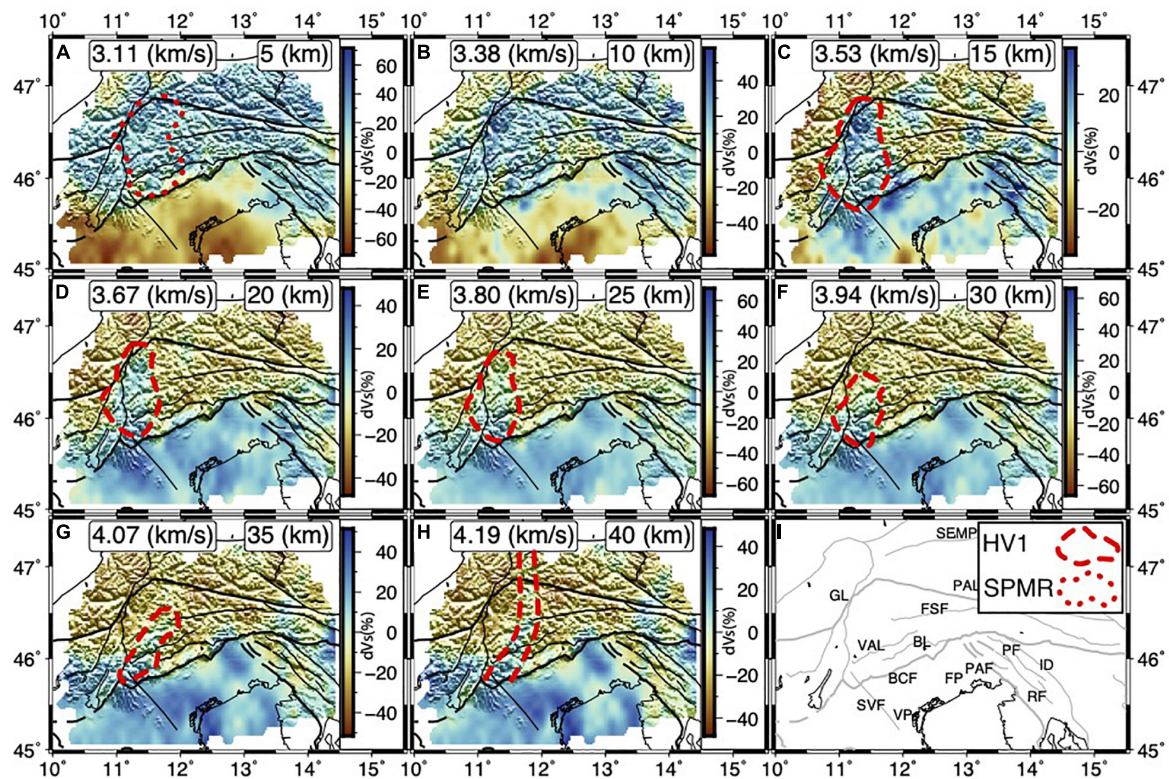 10˚ 11˚ 12˚ 13˚ 14˚ 15˚ 10˚ 11˚ 12˚ 13˚ 14˚ 15˚ 10˚ 11˚ 12˚ 13˚ 14˚ 15˚
A 3.11 (km/s) 5 (km)
47˚
46˚
45˚
60
40
20
0
−20
−40
−60
dVs(%)
B 3.38 (km/s) 10 (km)
40
20
0
−20
−40
dVs(%)
C 3.53 (km/s) 15 (km)
20
0
−20
dVs(%)
47˚
46˚
45˚
D 3.67 (km/s) 20 (km)
47˚
46˚
45˚
40
20
0
−20
−40
dVs(%)
E 3.80 (km/s) 25 (km)
60
40
20
0
−20
−40
−60
dVs(%)
F 3.94 (km/s) 30 (km)
60
40
20
0
−20
−40
−60
dVs(%)
47˚
46˚
45˚
G 4.07 (km/s) 35 (km)
47˚
46˚
45˚
40
20
0
−20
−40
dVs(%)
H 4.19 (km/s) 40 (km)
40
20
0
−20
−40
dVs(%)
I
SEMP
HV1
SPMR
GL
PAL
FSF
VAL
BL
PF
ID
BCF
FP
PAF
RF
SVF
VP
47˚
46˚
45˚
10˚ 11˚ 12˚ 13˚ 14˚ 15˚ 10˚ 11˚ 12˚ 13˚ 14˚ 15˚ 10˚ 11˚ 12˚ 13˚ 14˚ 15˚